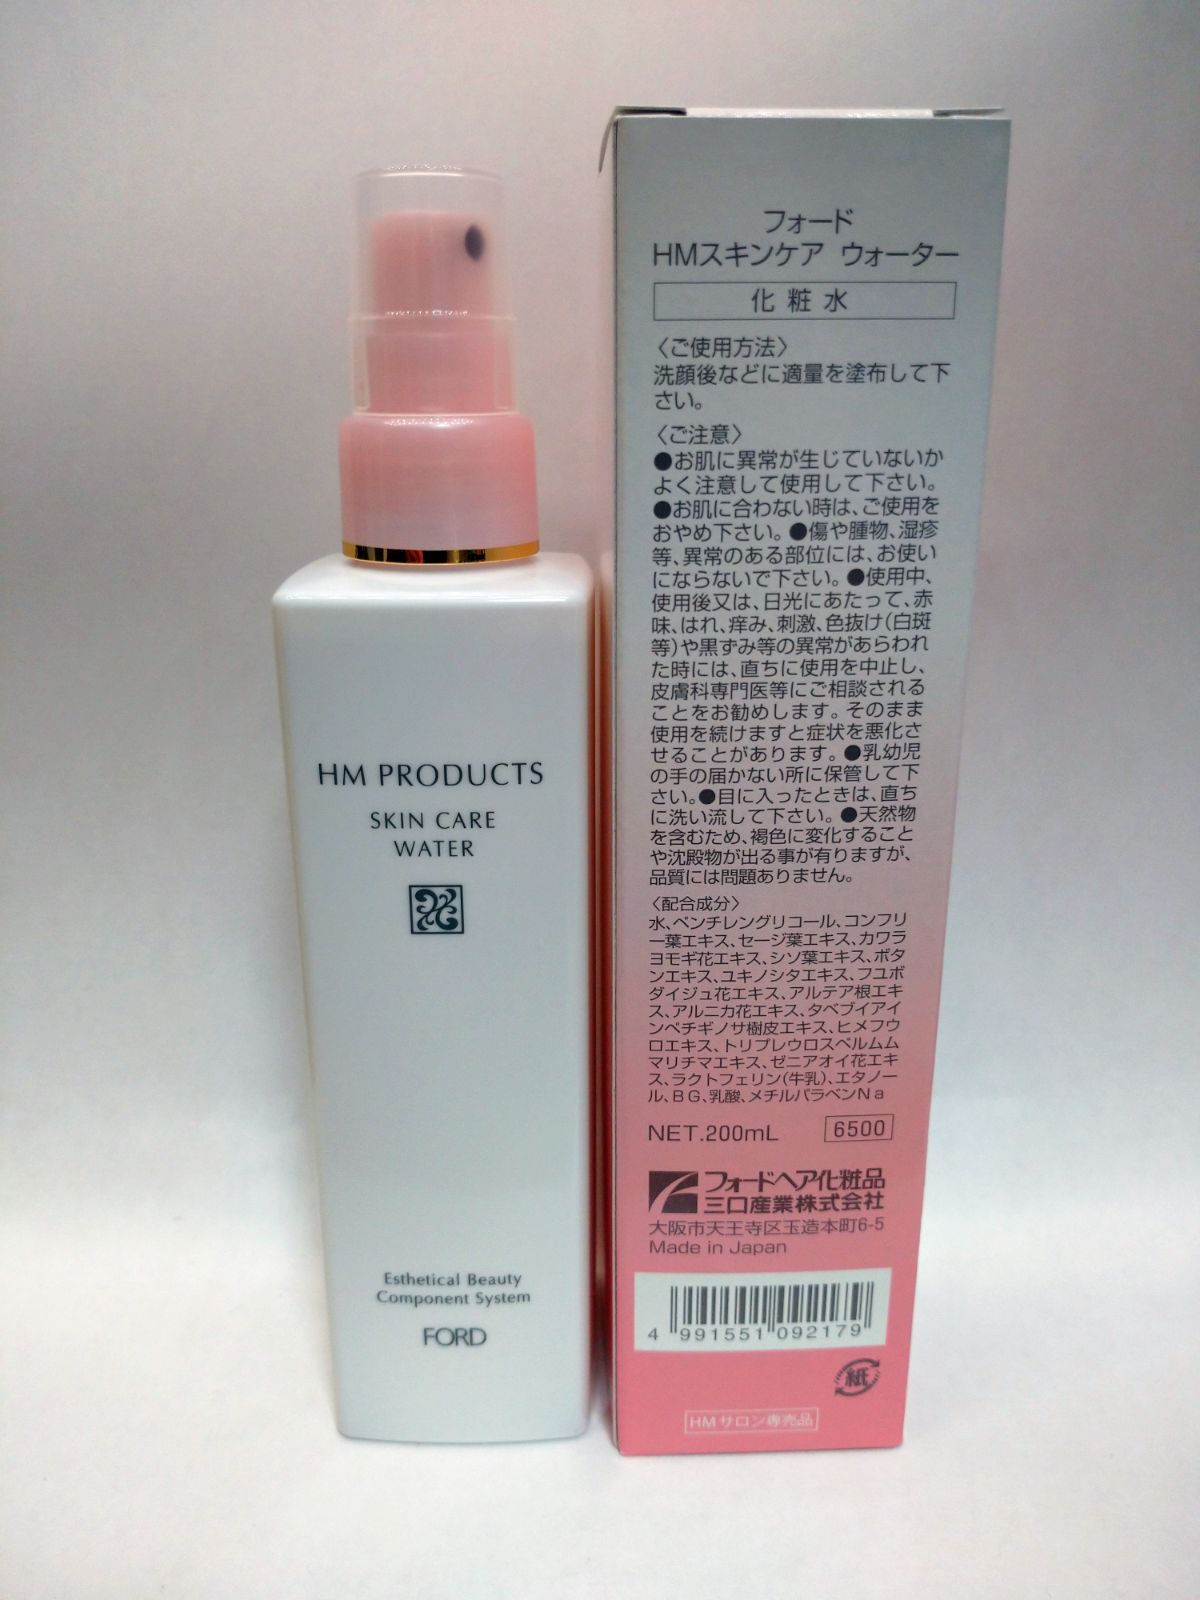 HM PRODUCTS
SKIN CARE
WATER
Esthetical Beauty
Component System
FORD
フォード
HMスキンケア ウォーター
化粧水
〈ご使用方法〉
洗顔後などに適量を塗布して下
さい。
〈ご注意〉
●お肌に異常が生じていないか
よく注意して使用して下さい。
●お肌に合わない時は、ご使用を
おやめ下さい。●傷や腫物、湿疹
等、異常のある部位には、お使い
にならないで下さい。●使用中、
使用後又は、日光にあたって、赤
味、はれ、痒み、刺激、色抜け(白斑
等)や黒ずみ等の異常があらわれ
た時には、直ちに使用を中止し、
皮膚科専門医等にご相談される
ことをお勧めします。そのまま
使用を続けますと症状を悪化さ
せることがあります。●乳幼児
の手の届かない所に保管して下
さい。●目に入ったときは、直ち
に洗い流して下さい。●天然物
を含むため、褐色に変化すること
や沈殿物が出る事が有りますが、
品質には問題ありません。
〈配合成分〉
水、ペンチレングリコール、コンフリ
ー葉エキス、セージ葉エキス、カワラ
ヨモギ花エキス、シソ葉エキス、ボタ
ンエキス、ユキノシタエキス、フユボ
ダイジュ花エキス、アルテア根エキ
ス、アルニカ花エキス、タベブイアイ
ンペチギノサ樹皮エキス、ヒメフウ
ロエキス、トリプレウロスペルムム
マリチマエキス、ゼニアオイ花エキ
ス、ラクトフェリン(牛乳)、エタノー
ル、BG、乳酸、メチルパラベンNa
NET.200mL 6500
フォードヘア化粧品
三口産業株式会社
大阪市天王寺区玉造本町6-5
Made in Japan
4 991551 092179
紙
HMサロン専売品